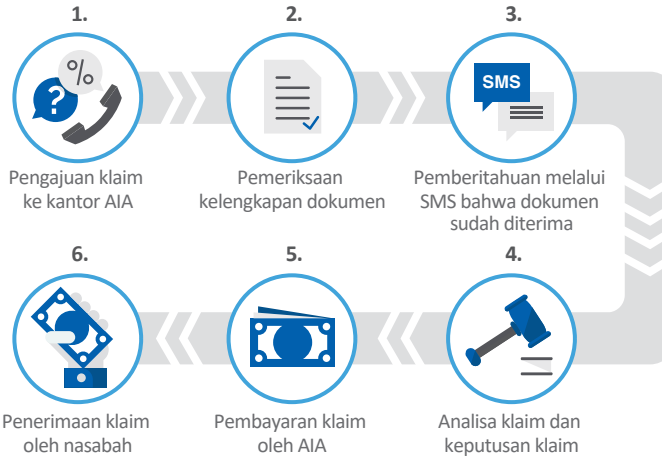 1.
%
?
Pengajuan klaim
ke kantor AIA
2.
Pemeriksaan
kelengkapan dokumen
3.
SMS
Pemberitahuan melalui
SMS bahwa dokumen
sudah diterima
4.
Analisa klaim dan
keputusan klaim
5.
Pembayaran klaim
oleh AIA
6.
Penerimaan klaim
oleh nasabah